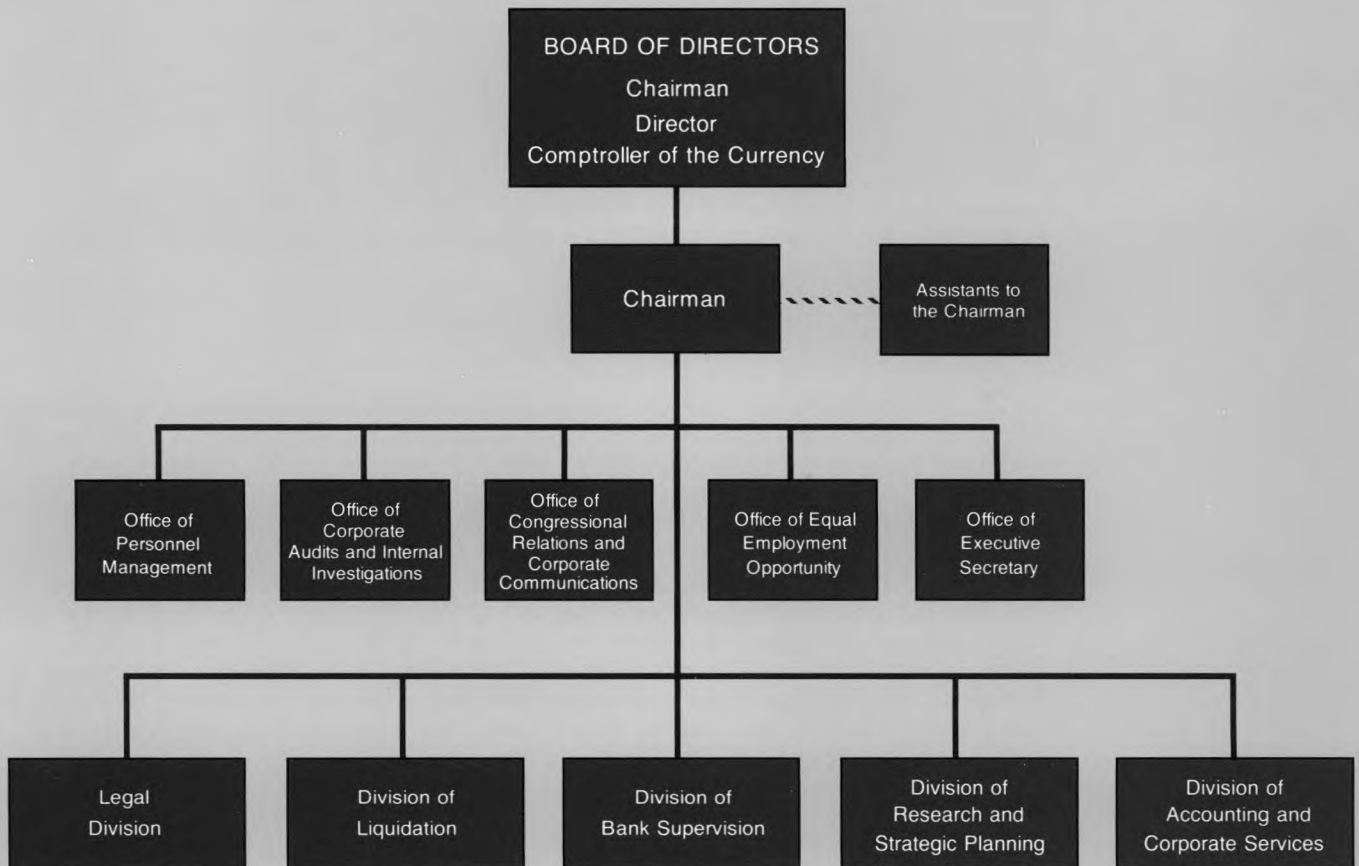 BOARD OF DIRECTORS
Chairman
Director
Comptroller of the Currency
Chairman
Assistants to
the Chairman
Office of
Personnel
Management
Office of
Corporate
Audits and Internal
Investigations
Office of
Congressional
Relations and
Corporate
Communications
Office of Equal
Employment
Opportunity
Office of
Executive
Secretary
Legal
Division
Division of
Liquidation
Division of
Bank Supervision
Division of
Research and
Strategic Planning
Division of
Accounting and
Corporate Services